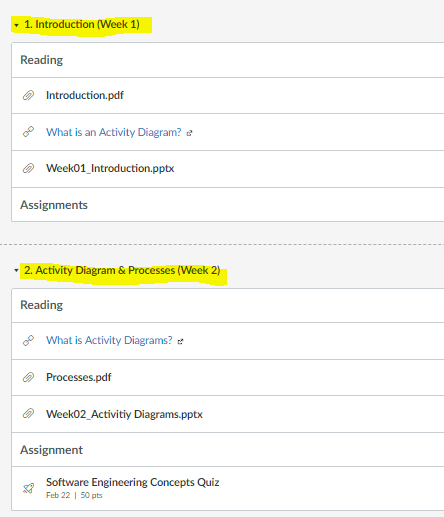 1. Introduction (Week 1)
Reading
Introduction.pdf
What is an Activity Diagram?
Week01_Introduction.pptx
Assignments
2. Activity Diagram & Processes (Week 2)
Reading
What is Activity Diagrams?
Processes.pdf
Week02_Activitiy Diagrams.pptx
Assignment
Software Engineering Concepts Quiz
Feb 22 | 50 pts